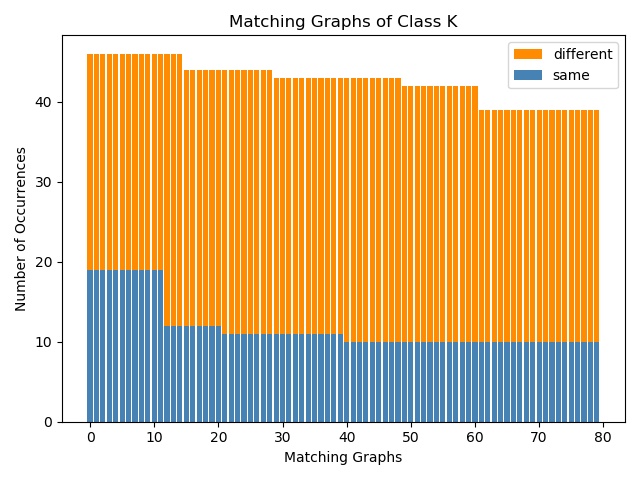 Matching Graphs of Class K
different
same
Number of Occurrences
40
30
20
10
0
0 10 20 30 40 50 60 70 80
Matching Graphs